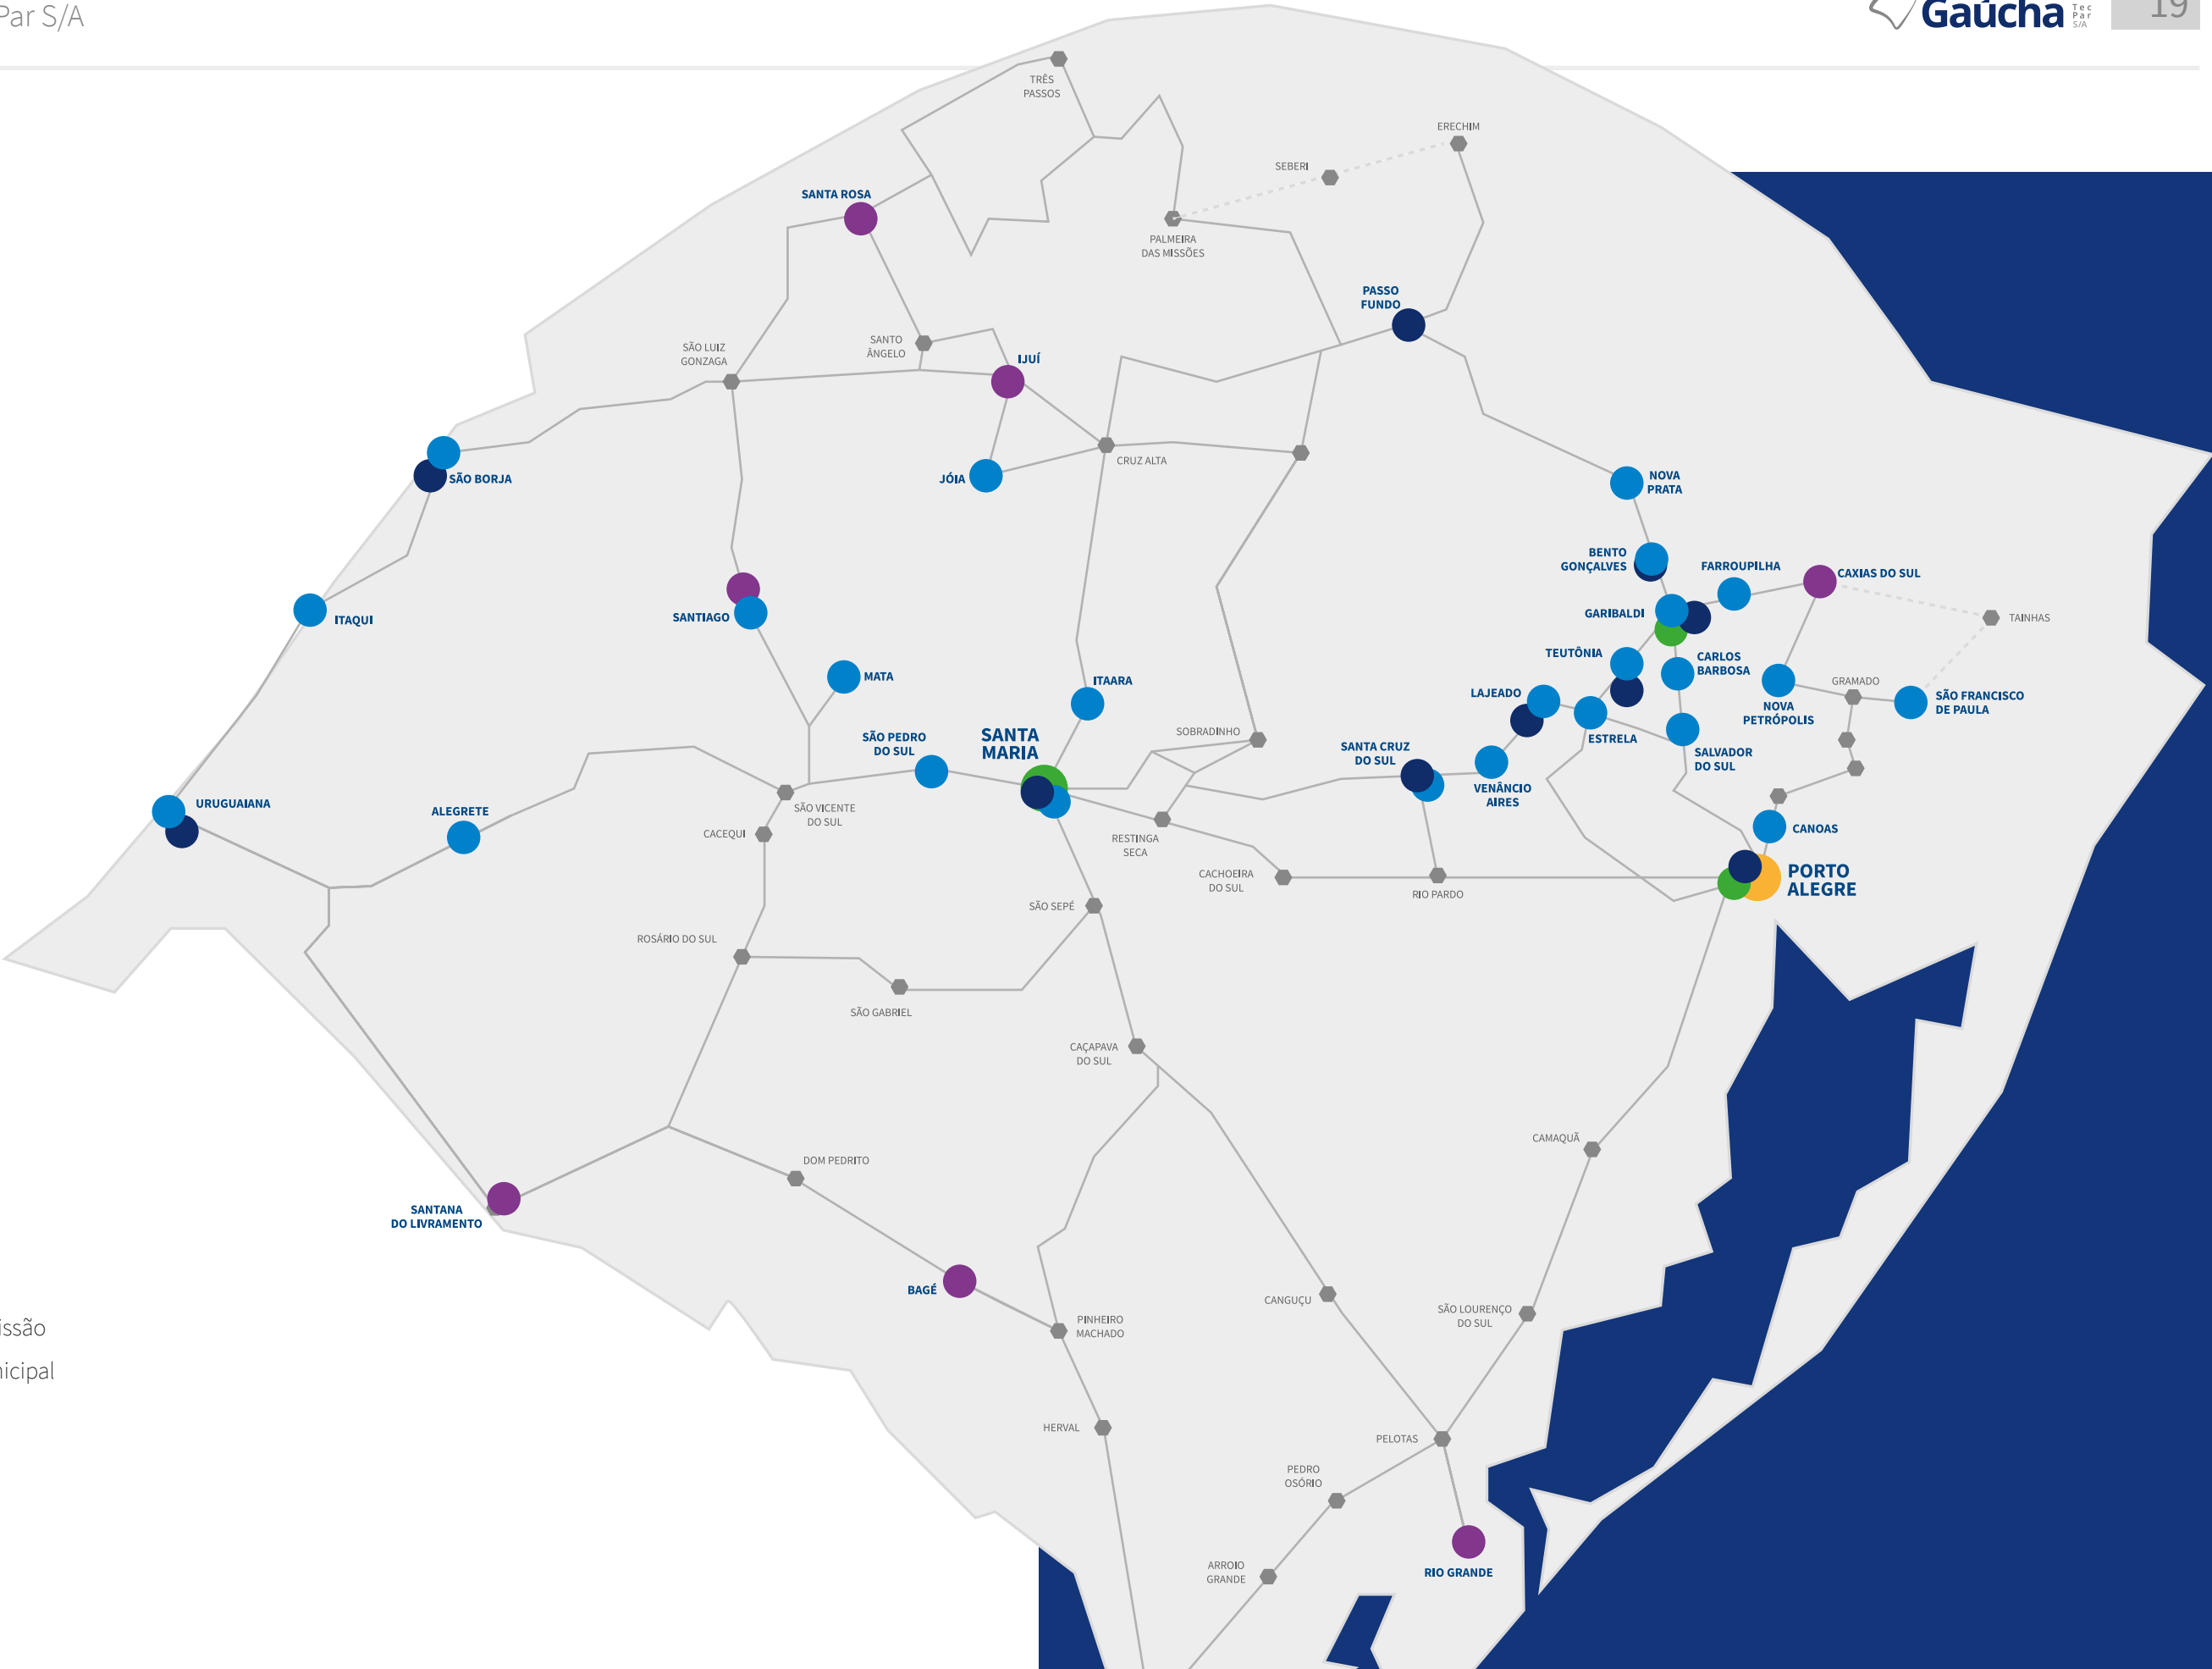 Par S/A
Gaúcha
Tec
Par
S/A
19
TRÊS
PASSOS
ERECHIM
SEBERI
SANTA ROSA
PALMEIRA
DAS MISSÕES
PASSO
FUNDO
SANTO
ÂNGELO
SÃO LUIZ
GONZAGA
IJUÍ
CRUZ ALTA
SÃO BORJA
JÓIA
NOVA
PRATA
BENTO
GONÇALVES
FARROUPILHA
CAXIAS DO SUL
GARIBALDI
TAINHAS
ITAQUI
SANTIAGO
TEUTÔNIA
CARLOS
BARBOSA
MATA
ITAARA
LAJEADO
GRAMADO
SÃO FRANCISCO
DE PAULA
NOVA
PETRÓPOLIS
SÃO PEDRO
DO SUL
SANTA
MARIA
SOBRADINHO
ESTRELA
SANTA CRUZ
DO SUL
SALVADOR
DO SUL
VENÂNCIO
AIRES
URUGUAIANA
ALEGRETE
SÃO VICENTE
DO SUL
CACEQUI
RESTINGA
SECA
CANOAS
CACHOEIRA
DO SUL
RIO PARDO
PORTO
ALEGRE
SÃO SEPÉ
ROSÁRIO DO SUL
SÃO GABRIEL
CAÇAPAVA
DO SUL
CAMAQUÃ
DOM PEDRITO
SANTANA
DO LIVRAMENTO
BAGÉ
CANGUÇU
SÃO LOURENÇO
DO SUL
PINHEIRO
MACHADO
issão
nicipal
HERVAL
PELOTAS
PEDRO
OSÓRIO
ARROIO
GRANDE
RIO GRANDE